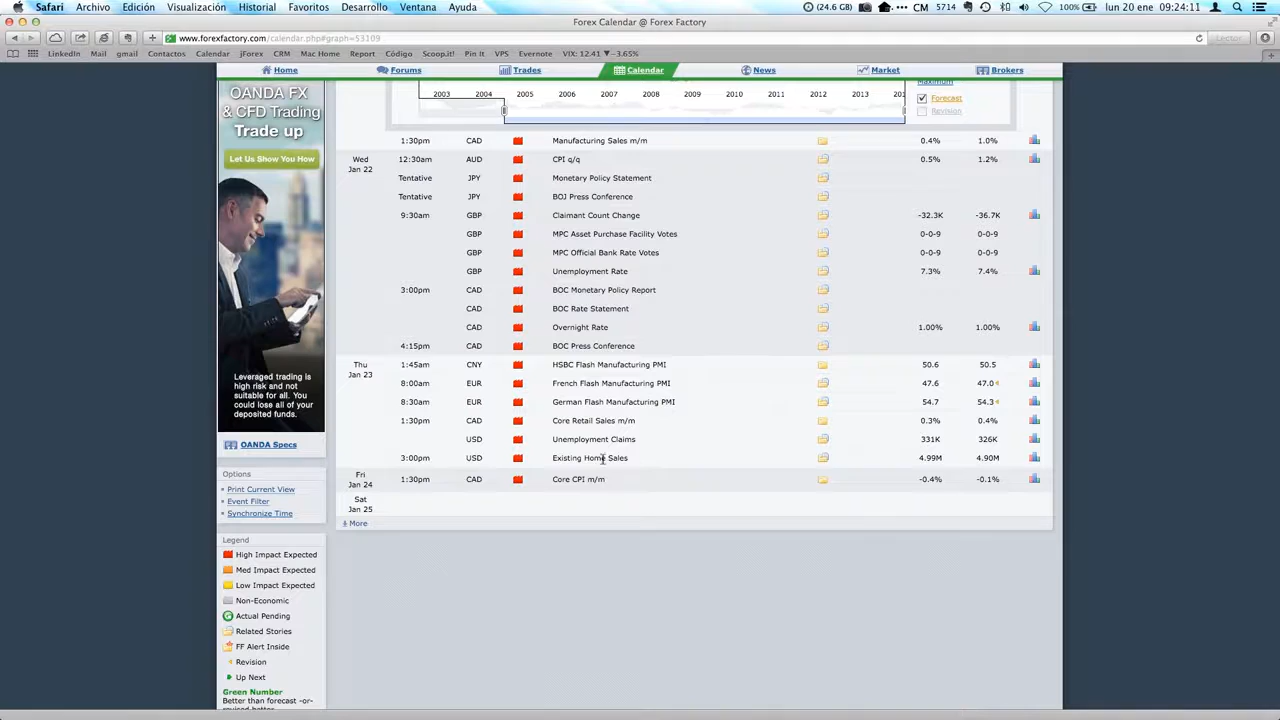 Safari Archivo Edición Visualización Historial Favoritos Desarrollo Ventana Ayuda (24.6 GB) CM 5714 100% lun 20 ene 09:24:11
Forex Calendar @ Forex Factory
www.forexfactory.com/calendar.php#graph=53109 Lector
LinkedIn Mail gmail Contactos Calendar jForex CRM Mac Home Report Código Scoop.it! Pin It VPS Evernote VIX: 12.41 ▼ −3.65%
Home Forums Trades Calendar News Market Brokers
OANDA FX
& CFD Trading
Trade up
Let Us Show You How
Leveraged trading is
high risk and not
suitable for all. You
could lose all of your
deposited funds.
OANDA Specs
Options
Print Current View
Event Filter
Synchronize Time
Legend
High Impact Expected
Med Impact Expected
Low Impact Expected
Non-Economic
Actual Pending
Related Stories
FF Alert Inside
Revision
Up Next
Green Number
Better than forecast -or-
Maximum
2003 2004 2005 2006 2007 2008 2009 2010 2011 2012 2013 201
Forecast
Revision
1:30pm CAD Manufacturing Sales m/m 0.4% 1.0%
Wed
Jan 22
12:30am AUD CPI q/q 0.5% 1.2%
Tentative JPY Monetary Policy Statement
Tentative JPY BOJ Press Conference
9:30am GBP Claimant Count Change -32.3K -36.7K
GBP MPC Asset Purchase Facility Votes 0-0-9 0-0-9
GBP MPC Official Bank Rate Votes 0-0-9 0-0-9
GBP Unemployment Rate 7.3% 7.4%
3:00pm CAD BOC Monetary Policy Report
CAD BOC Rate Statement
CAD Overnight Rate 1.00% 1.00%
4:15pm CAD BOC Press Conference
Thu
Jan 23
1:45am CNY HSBC Flash Manufacturing PMI 50.6 50.5
8:00am EUR French Flash Manufacturing PMI 47.6 47.0
8:30am EUR German Flash Manufacturing PMI 54.7 54.3
1:30pm CAD Core Retail Sales m/m 0.3% 0.4%
USD Unemployment Claims 331K 326K
3:00pm USD Existing Home Sales 4.99M 4.90M
Fri
Jan 24
1:30pm CAD Core CPI m/m -0.4% -0.1%
Sat
Jan 25
More